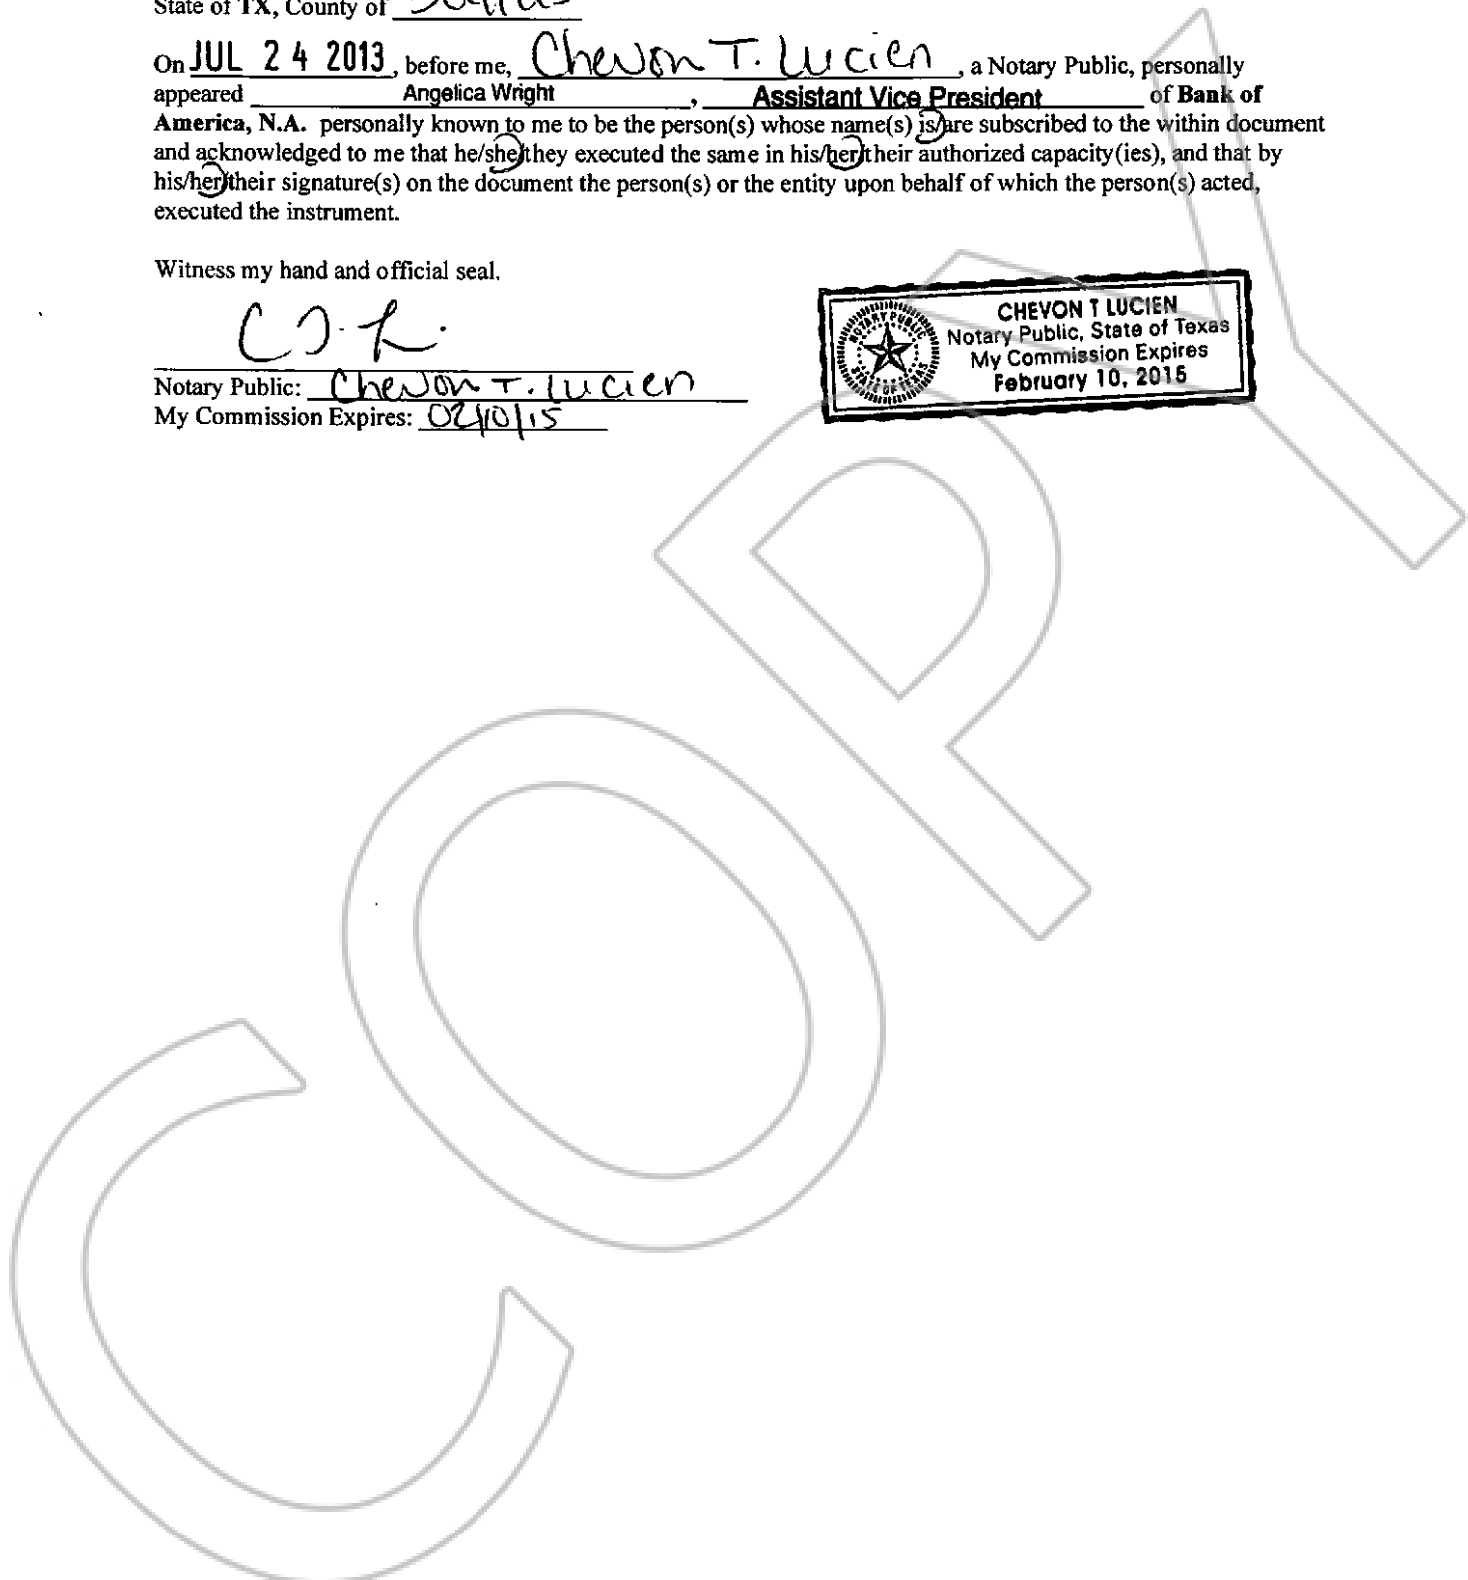 State of TX, County of
On JUL 24 2013, before me, Chevon T. Lucien, a Notary Public, personally
appeared Angelica Wright, Assistant Vice President of Bank of
America, N.A. personally known to me to be the person(s) whose name(s) is/are subscribed to the within document
and acknowledged to me that he/she/they executed the same in his/her/their authorized capacity(ies), and that by
his/her/their signature(s) on the document the person(s) or the entity upon behalf of which the person(s) acted,
executed the instrument.
Witness my hand and official seal.
C T. L.
Notary Public: Chevon T. Lucien
My Commission Expires: 02/10/15
NOTARY PUBLIC
STATE OF TEXAS
CHEVON T LUCIEN
Notary Public, State of Texas
My Commission Expires
February 10, 2015
COPY